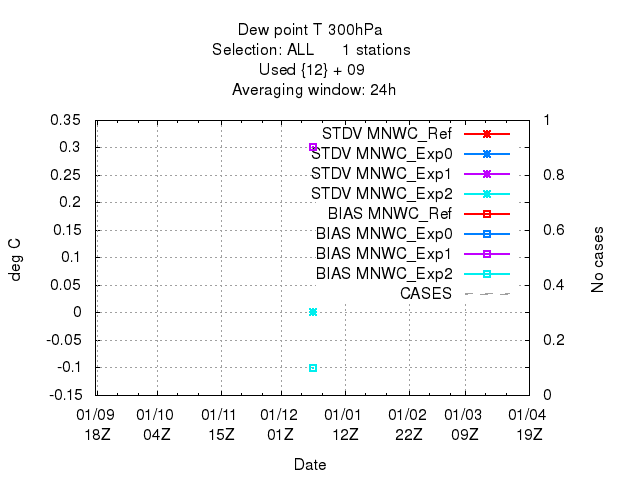 Dew point T 300hPa
Selection: ALL 1 stations
Used {12} + 09
Averaging window: 24h
STDV MNWC_Ref
STDV MNWC_Exp0
STDV MNWC_Exp1
STDV MNWC_Exp2
BIAS MNWC_Ref
BIAS MNWC_Exp0
BIAS MNWC_Exp1
BIAS MNWC_Exp2
CASES
deg C
0.35
0.3
0.25
0.2
0.15
0.1
0.05
0
-0.05
-0.1
-0.15
1
0.8
0.6
0.4
0.2
0
No cases
01/09 01/10 01/11 01/12 01/01 01/02 01/03 01/04
18Z 04Z 15Z 01Z 12Z 22Z 09Z 19Z
Date